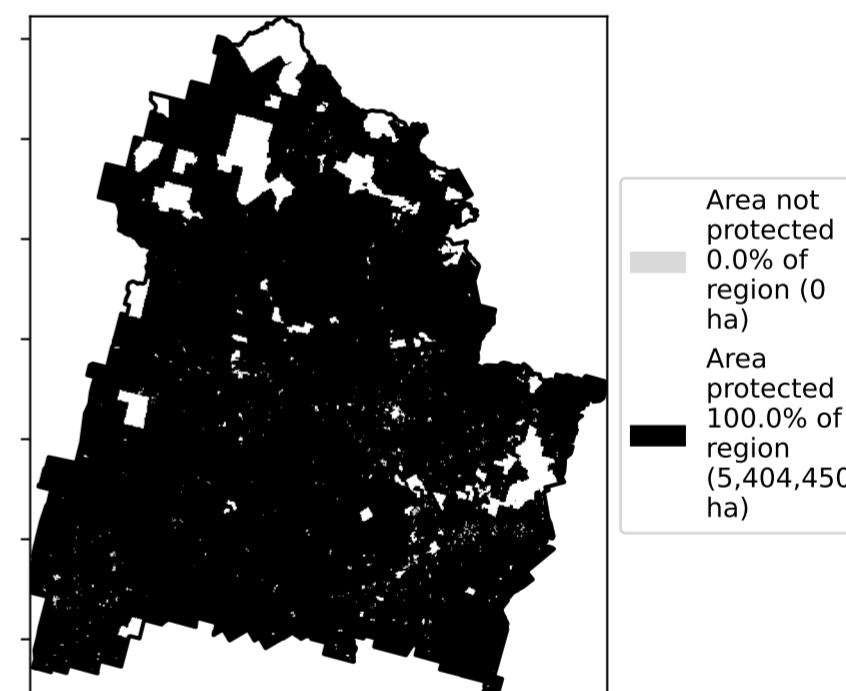 Area not
protected
0.0% of
region (0
ha)
Area
protected
100.0% of
region
(5,404,450
ha)